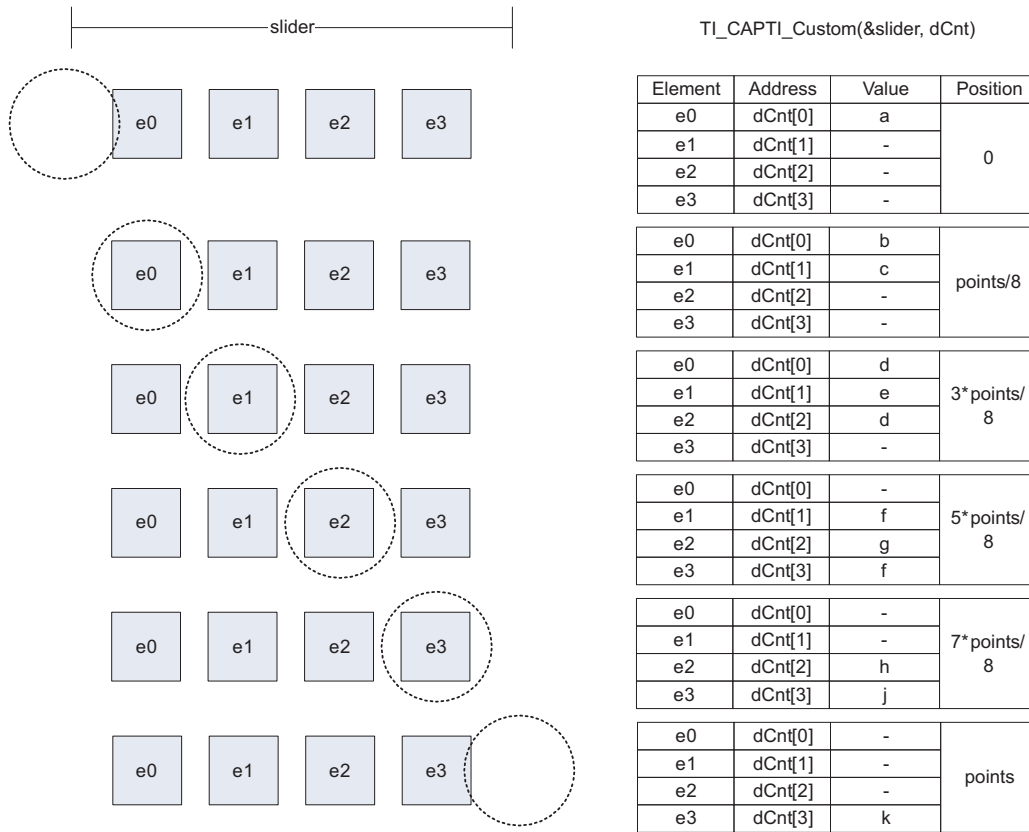 slider
TI_CAPTI_Custom(&slider, dCnt)
Element Address Value Position
e0 e1 e2 e3
e0 dCnt[0] a
e1 dCnt[1] -
e2 dCnt[2] -
e3 dCnt[3] -
0
e0 e1 e2 e3
e0 dCnt[0] b
e1 dCnt[1] c
e2 dCnt[2] -
e3 dCnt[3] -
points/8
e0 e1 e2 e3
e0 dCnt[0] d
e1 dCnt[1] e
e2 dCnt[2] d
e3 dCnt[3] -
3*points/
8
e0 e1 e2 e3
e0 dCnt[0] -
e1 dCnt[1] f
e2 dCnt[2] g
e3 dCnt[3] f
5*points/
8
e0 e1 e2 e3
e0 dCnt[0] -
e1 dCnt[1] -
e2 dCnt[2] h
e3 dCnt[3] j
7*points/
8
e0 e1 e2 e3
e0 dCnt[0] -
e1 dCnt[1] -
e2 dCnt[2] -
e3 dCnt[3] k
points